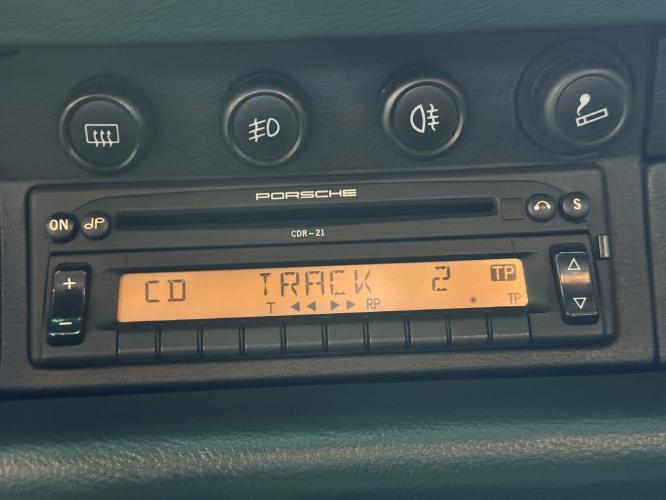 PORSCHE
ON
S
CDR-21
CD TRACK 2 TP
T ◀◀ ▶▶ RP * TP
+
−